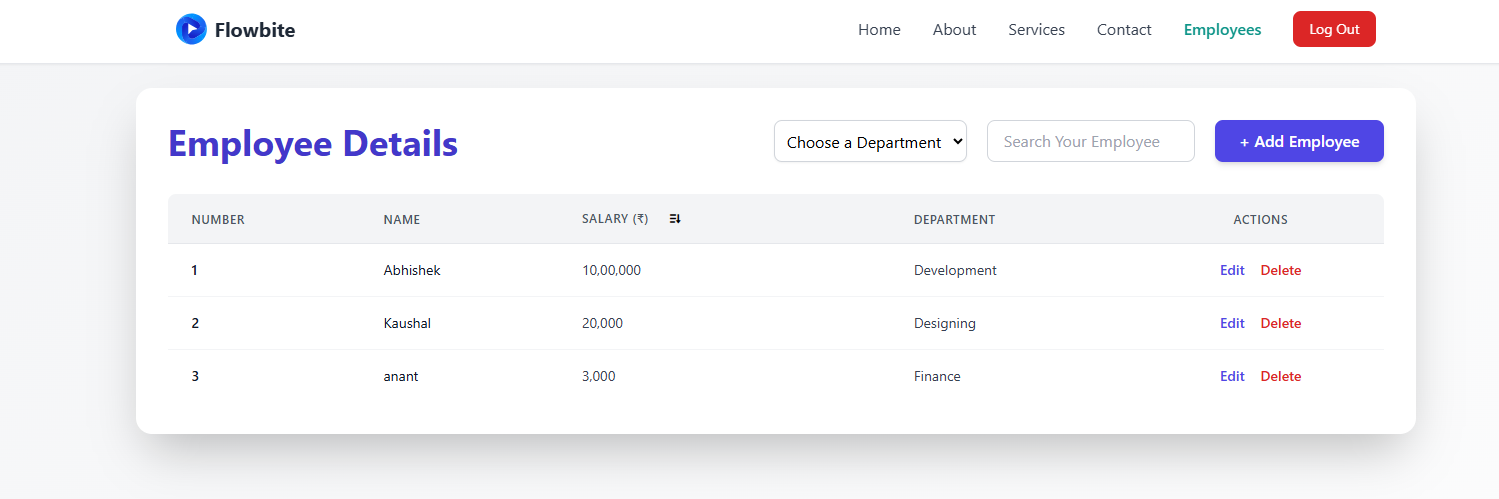 Flowbite Home About Services Contact Employees Log Out
Employee Details Choose a Department Search Your Employee + Add Employee
NUMBER NAME SALARY (₹) DEPARTMENT ACTIONS
1 Abhishek 10,00,000 Development Edit Delete
2 Kaushal 20,000 Designing Edit Delete
3 anant 3,000 Finance Edit Delete